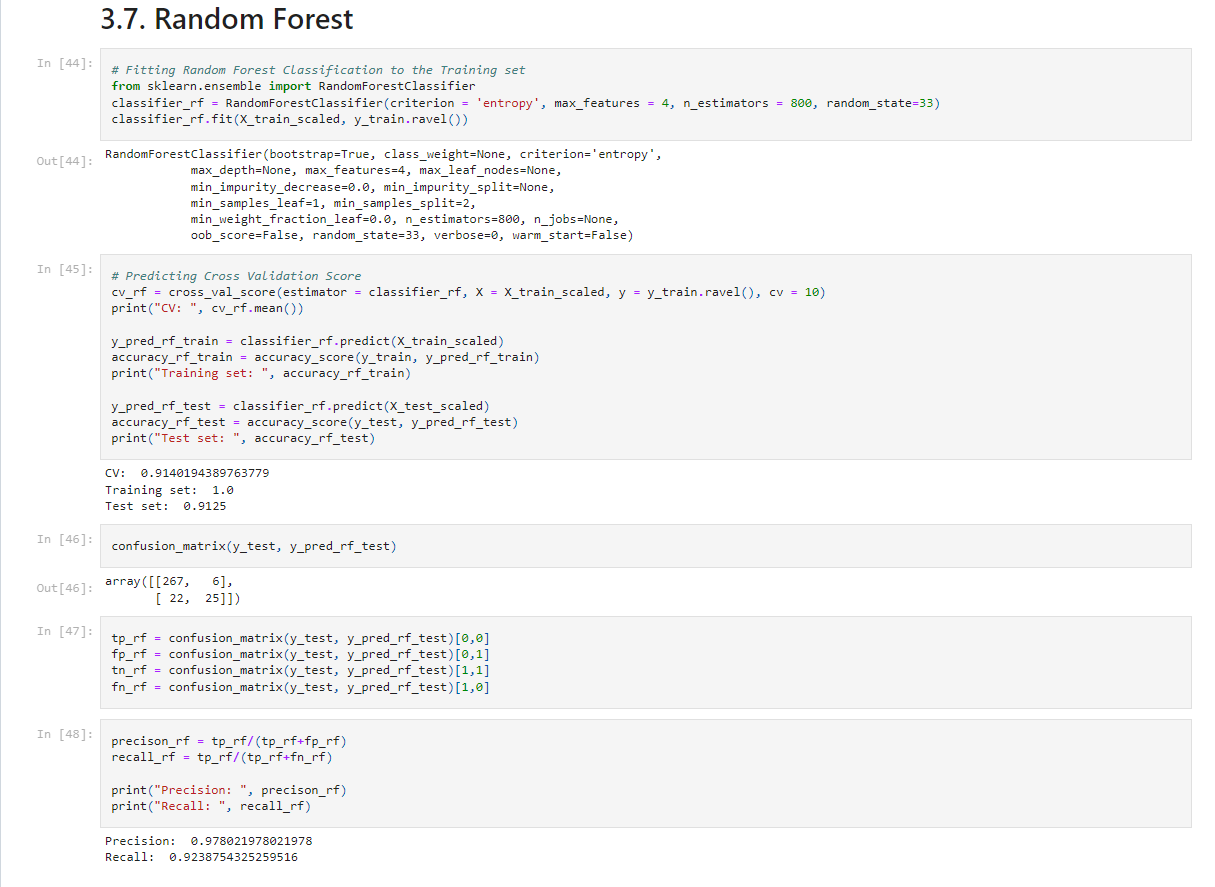 3.7. Random Forest
In [44]:
# Fitting Random Forest Classification to the Training set
from sklearn.ensemble import RandomForestClassifier
classifier_rf = RandomForestClassifier(criterion = 'entropy', max_features = 4, n_estimators = 800, random_state=33)
classifier_rf.fit(X_train_scaled, y_train.ravel())
Out[44]:
RandomForestClassifier(bootstrap=True, class_weight=None, criterion='entropy',
max_depth=None, max_features=4, max_leaf_nodes=None,
min_impurity_decrease=0.0, min_impurity_split=None,
min_samples_leaf=1, min_samples_split=2,
min_weight_fraction_leaf=0.0, n_estimators=800, n_jobs=None,
oob_score=False, random_state=33, verbose=0, warm_start=False)
In [45]:
# Predicting Cross Validation Score
cv_rf = cross_val_score(estimator = classifier_rf, X = X_train_scaled, y = y_train.ravel(), cv = 10)
print("CV: ", cv_rf.mean())
y_pred_rf_train = classifier_rf.predict(X_train_scaled)
accuracy_rf_train = accuracy_score(y_train, y_pred_rf_train)
print("Training set: ", accuracy_rf_train)
y_pred_rf_test = classifier_rf.predict(X_test_scaled)
accuracy_rf_test = accuracy_score(y_test, y_pred_rf_test)
print("Test set: ", accuracy_rf_test)
CV:  0.9140194389763779
Training set:  1.0
Test set:  0.9125
In [46]:
confusion_matrix(y_test, y_pred_rf_test)
Out[46]:
array([[267,   6],
[ 22,  25]])
In [47]:
tp_rf = confusion_matrix(y_test, y_pred_rf_test)[0,0]
fp_rf = confusion_matrix(y_test, y_pred_rf_test)[0,1]
tn_rf = confusion_matrix(y_test, y_pred_rf_test)[1,1]
fn_rf = confusion_matrix(y_test, y_pred_rf_test)[1,0]
In [48]:
precison_rf = tp_rf/(tp_rf+fp_rf)
recall_rf = tp_rf/(tp_rf+fn_rf)
print("Precision: ", precison_rf)
print("Recall: ", recall_rf)
Precision:  0.978021978021978
Recall:  0.9238754325259516